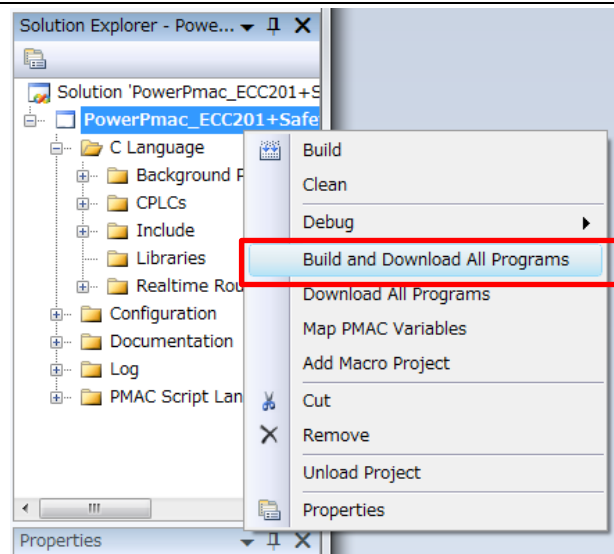 Solution Explorer - Powe...
Solution 'PowerPmac_ECC201+S
PowerPmac_ECC201+Safe
C Language
Background P
CPLCs
Include
Libraries
Realtime Rou
Configuration
Documentation
Log
PMAC Script Lan
Build
Clean
Debug
Build and Download All Programs
Download All Programs
Map PMAC Variables
Add Macro Project
Cut
Remove
Unload Project
Properties
Properties